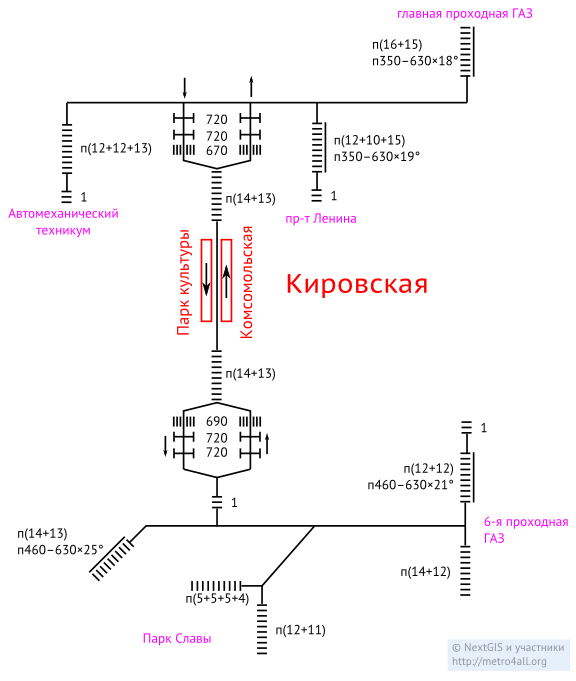 главная проходная ГАЗ
п(16+15)
п350–630×18°
720
720
670
п(12+12+13)
п(12+10+15)
п350–630×19°
1
1
п(14+13)
Автомеханический
техникум
пр-т Ленина
Парк культуры
Комсомольская
Кировская
п(14+13)
690
720
720
1
п(12+12)
п460–630×21°
1
6-я проходная
ГАЗ
п(14+13)
п460–630×25°
п(14+12)
п(5+5+5+4)
п(12+11)
Парк Славы
© NextGIS и участники
http://metro4all.org